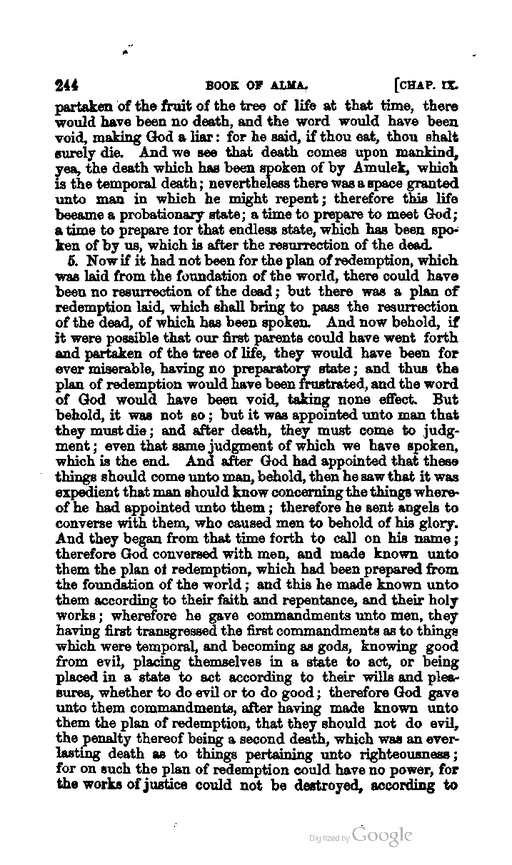 244 BOOK OF ALMA. [CHAP. IX.
partaken of the fruit of the tree of life at that time, there
would have been no death, and the word would have been
void, making God a liar: for he said, if thou eat, thou shalt
surely die. And we see that death comes upon mankind,
yea, the death which has been spoken of by Amulek, which
is the temporal death; nevertheless there was a space granted
unto man in which he might repent; therefore this life
became a probationary state; a time to prepare to meet God;
a time to prepare for that endless state, which has been spo-
ken of by us, which is after the resurrection of the dead.
5. Now if it had not been for the plan of redemption, which
was laid from the foundation of the world, there could have
been no resurrection of the dead; but there was a plan of
redemption laid, which shall bring to pass the resurrection
of the dead, of which has been spoken. And now behold, if
it were possible that our first parents could have went forth
and partaken of the tree of life, they would have been for
ever miserable, having no preparatory state; and thus the
plan of redemption would have been frustrated, and the word
of God would have been void, taking none effect. But
behold, it was not so; but it was appointed unto man that
they must die; and after death, they must come to judg-
ment; even that same judgment of which we have spoken,
which is the end. And after God had appointed that these
things should come unto man, behold, then he saw that it was
expedient that man should know concerning the things where-
of he had appointed unto them; therefore he sent angels to
converse with them, who caused men to behold of his glory.
And they began from that time forth to call on his name;
therefore God conversed with men, and made known unto
them the plan of redemption, which had been prepared from
the foundation of the world; and this he made known unto
them according to their faith and repentance, and their holy
works; wherefore he gave commandments unto men, they
having first transgressed the first commandments as to things
which were temporal, and becoming as gods, knowing good
from evil, placing themselves in a state to act, or being
placed in a state to act according to their wills and plea-
sures, whether to do evil or to do good; therefore God gave
unto them commandments, after having made known unto
them the plan of redemption, that they should not do evil,
the penalty thereof being a second death, which was an ever-
lasting death as to things pertaining unto righteousness;
for on such the plan of redemption could have no power, for
the works of justice could not be destroyed, according to
Digitized by Google